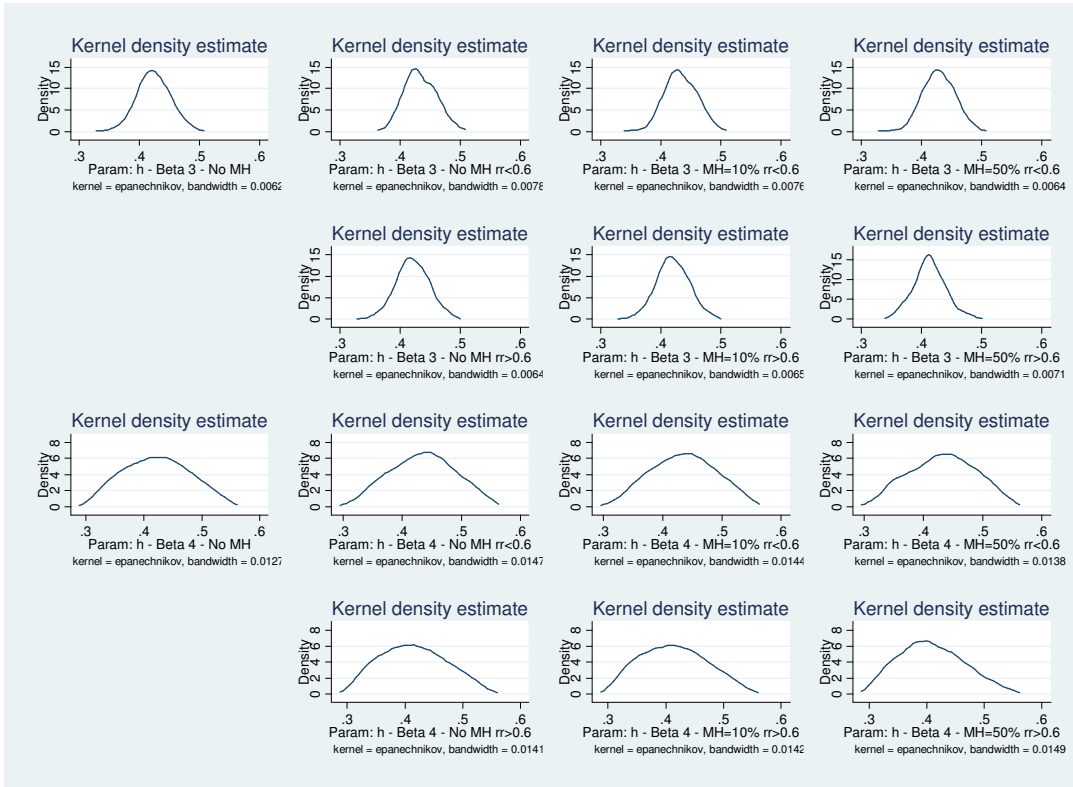 Kernel density estimate
Density
0 5 10 15
.3 .4 .5 .6
Param: h - Beta 3 - No MH
kernel = epanechnikov, bandwidth = 0.0062
Kernel density estimate
Density
0 5 10 15
.3 .4 .5 .6
Param: h - Beta 3 - No MH rr<0.6
kernel = epanechnikov, bandwidth = 0.0078
Kernel density estimate
Density
0 5 10 15
.3 .4 .5 .6
Param: h - Beta 3 - MH=10% rr<0.6
kernel = epanechnikov, bandwidth = 0.0076
Kernel density estimate
Density
0 5 10 15
.3 .4 .5 .6
Param: h - Beta 3 - MH=50% rr<0.6
kernel = epanechnikov, bandwidth = 0.0064
Kernel density estimate
Density
0 5 10 15
.3 .4 .5 .6
Param: h - Beta 3 - No MH rr>0.6
kernel = epanechnikov, bandwidth = 0.0064
Kernel density estimate
Density
0 5 10 15
.3 .4 .5 .6
Param: h - Beta 3 - MH=10% rr>0.6
kernel = epanechnikov, bandwidth = 0.0065
Kernel density estimate
Density
0 5 10 15
.3 .4 .5 .6
Param: h - Beta 3 - MH=50% rr>0.6
kernel = epanechnikov, bandwidth = 0.0071
Kernel density estimate
Density
0 2 4 6 8
.3 .4 .5 .6
Param: h - Beta 4 - No MH
kernel = epanechnikov, bandwidth = 0.0127
Kernel density estimate
Density
0 2 4 6 8
.3 .4 .5 .6
Param: h - Beta 4 - No MH rr<0.6
kernel = epanechnikov, bandwidth = 0.0147
Kernel density estimate
Density
0 2 4 6 8
.3 .4 .5 .6
Param: h - Beta 4 - MH=10% rr<0.6
kernel = epanechnikov, bandwidth = 0.0144
Kernel density estimate
Density
0 2 4 6 8
.3 .4 .5 .6
Param: h - Beta 4 - MH=50% rr<0.6
kernel = epanechnikov, bandwidth = 0.0138
Kernel density estimate
Density
0 2 4 6 8
.3 .4 .5 .6
Param: h - Beta 4 - No MH rr>0.6
kernel = epanechnikov, bandwidth = 0.0141
Kernel density estimate
Density
0 2 4 6 8
.3 .4 .5 .6
Param: h - Beta 4 - MH=10% rr>0.6
kernel = epanechnikov, bandwidth = 0.0142
Kernel density estimate
Density
0 2 4 6 8
.3 .4 .5 .6
Param: h - Beta 4 - MH=50% rr>0.6
kernel = epanechnikov, bandwidth = 0.0149